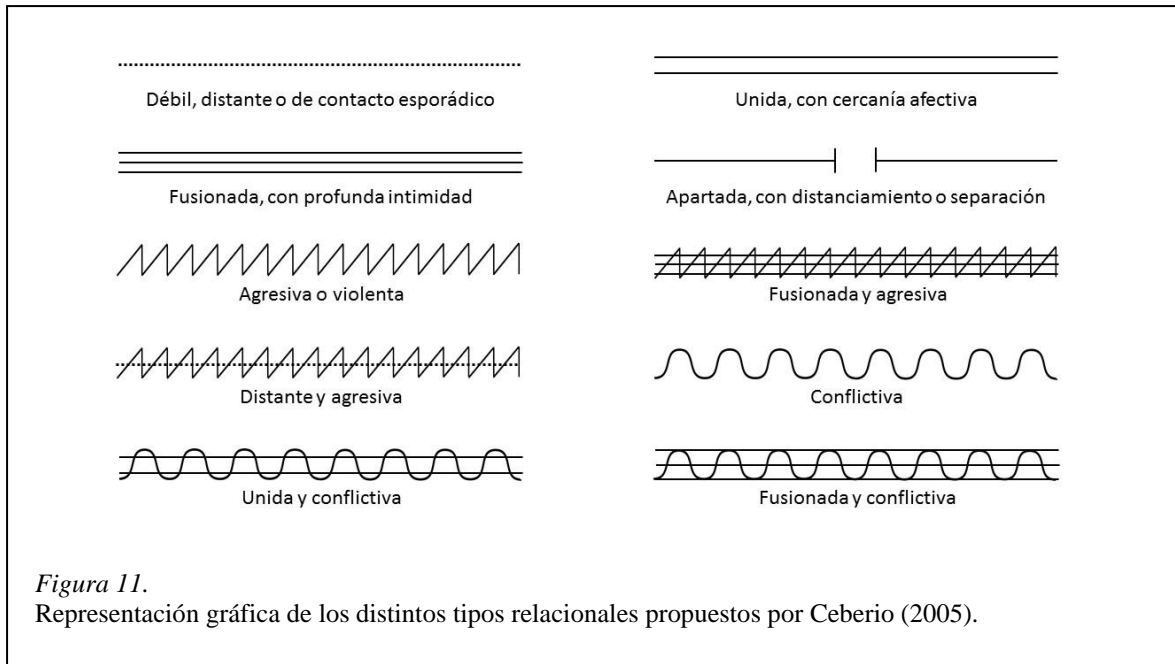 Débil, distante o de contacto esporádico
Unida, con cercanía afectiva
Fusionada, con profunda intimidad
Apartada, con distanciamiento o separación
Agresiva o violenta
Fusionada y agresiva
Distante y agresiva
Conflictiva
Unida y conflictiva
Fusionada y conflictiva
Figura 11.
Representación gráfica de los distintos tipos relacionales propuestos por Ceberio (2005).